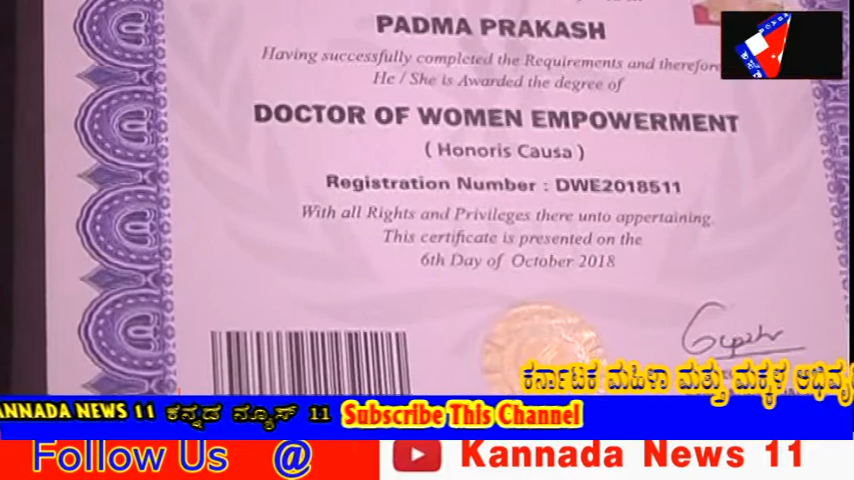 PADMA PRAKASH
Having successfully completed the Requirements and therefore
He / She is Awarded the degree of
DOCTOR OF WOMEN EMPOWERMENT
( Honoris Causa )
Registration Number : DWE2018511
With all Rights and Privileges there unto appertaining.
This certificate is presented on the
6th Day of October 2018
ಕರ್ನಾಟಕ ಮಹಿಳಾ ಮತ್ತು ಮಕ್ಕಳ ಅಭಿವೃ
ANNADA NEWS 11 ಕನ್ನಡ ನ್ಯೂಸ್ 11 Subscribe This Channel
Follow Us @ Kannada News 11